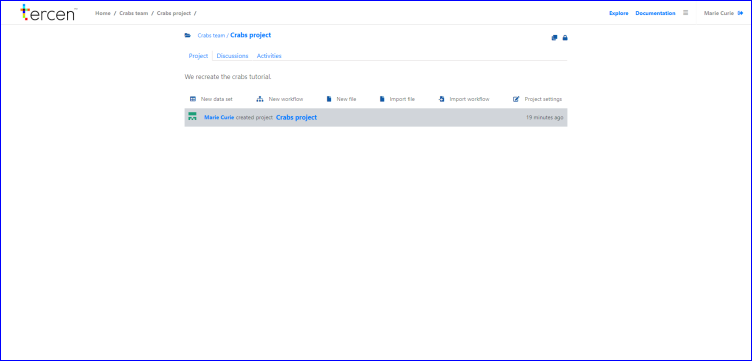 tercen
Home / Crabs team / Crabs project /
Explore Documentation Marie Curie
Crabs team / Crabs project
Project Discussions Activities
We recreate the crabs tutorial.
New data set New workflow New file Import file Import workflow Project settings
Marie Curie created project Crabs project 19 minutes ago